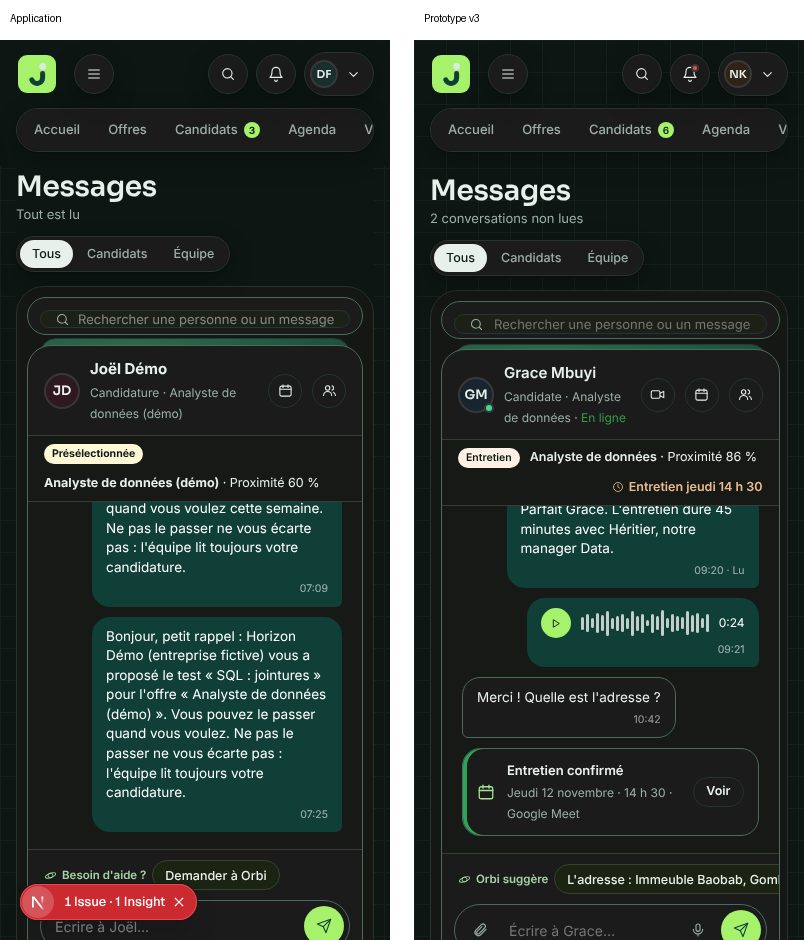 Application
DF
Accueil
Offres
Candidats
3
Agenda
V
Messages
Tout est lu
Tous
Candidats
Équipe
Rechercher une personne ou un message
JD
Joël Démo
Candidature · Analyste de
données (démo)
Présélectionnée
Analyste de données (démo) · Proximité 60 %
quand vous voulez cette semaine.
Ne pas le passer ne vous écarte
pas : l'équipe lit toujours votre
candidature.
07:09
Bonjour, petit rappel : Horizon
Démo (entreprise fictive) vous a
proposé le test « SQL : jointures »
pour l'offre « Analyste de données
(démo) ». Vous pouvez le passer
quand vous voulez. Ne pas le
passer ne vous écarte pas :
l'équipe lit toujours votre
candidature.
07:25
Besoin d'aide ?
Demander à Orbi
N
1 Issue · 1 Insight
Écrire à Joël...
Prototype v3
NK
Accueil
Offres
Candidats
6
Agenda
V
Messages
2 conversations non lues
Tous
Candidats
Équipe
Rechercher une personne ou un message
GM
Grace Mbuyi
Candidate · Analyste
de données · En ligne
Entretien
Analyste de données · Proximité 86 %
Entretien jeudi 14 h 30
Parfait Grace. L'entretien dure 45
minutes avec Héritier, notre
manager Data.
09:20 · Lu
0:24
09:21
Merci ! Quelle est l'adresse ?
10:42
Entretien confirmé
Jeudi 12 novembre · 14 h 30 ·
Google Meet
Voir
Orbi suggère
L'adresse : Immeuble Baobab, Gom
Écrire à Grace...